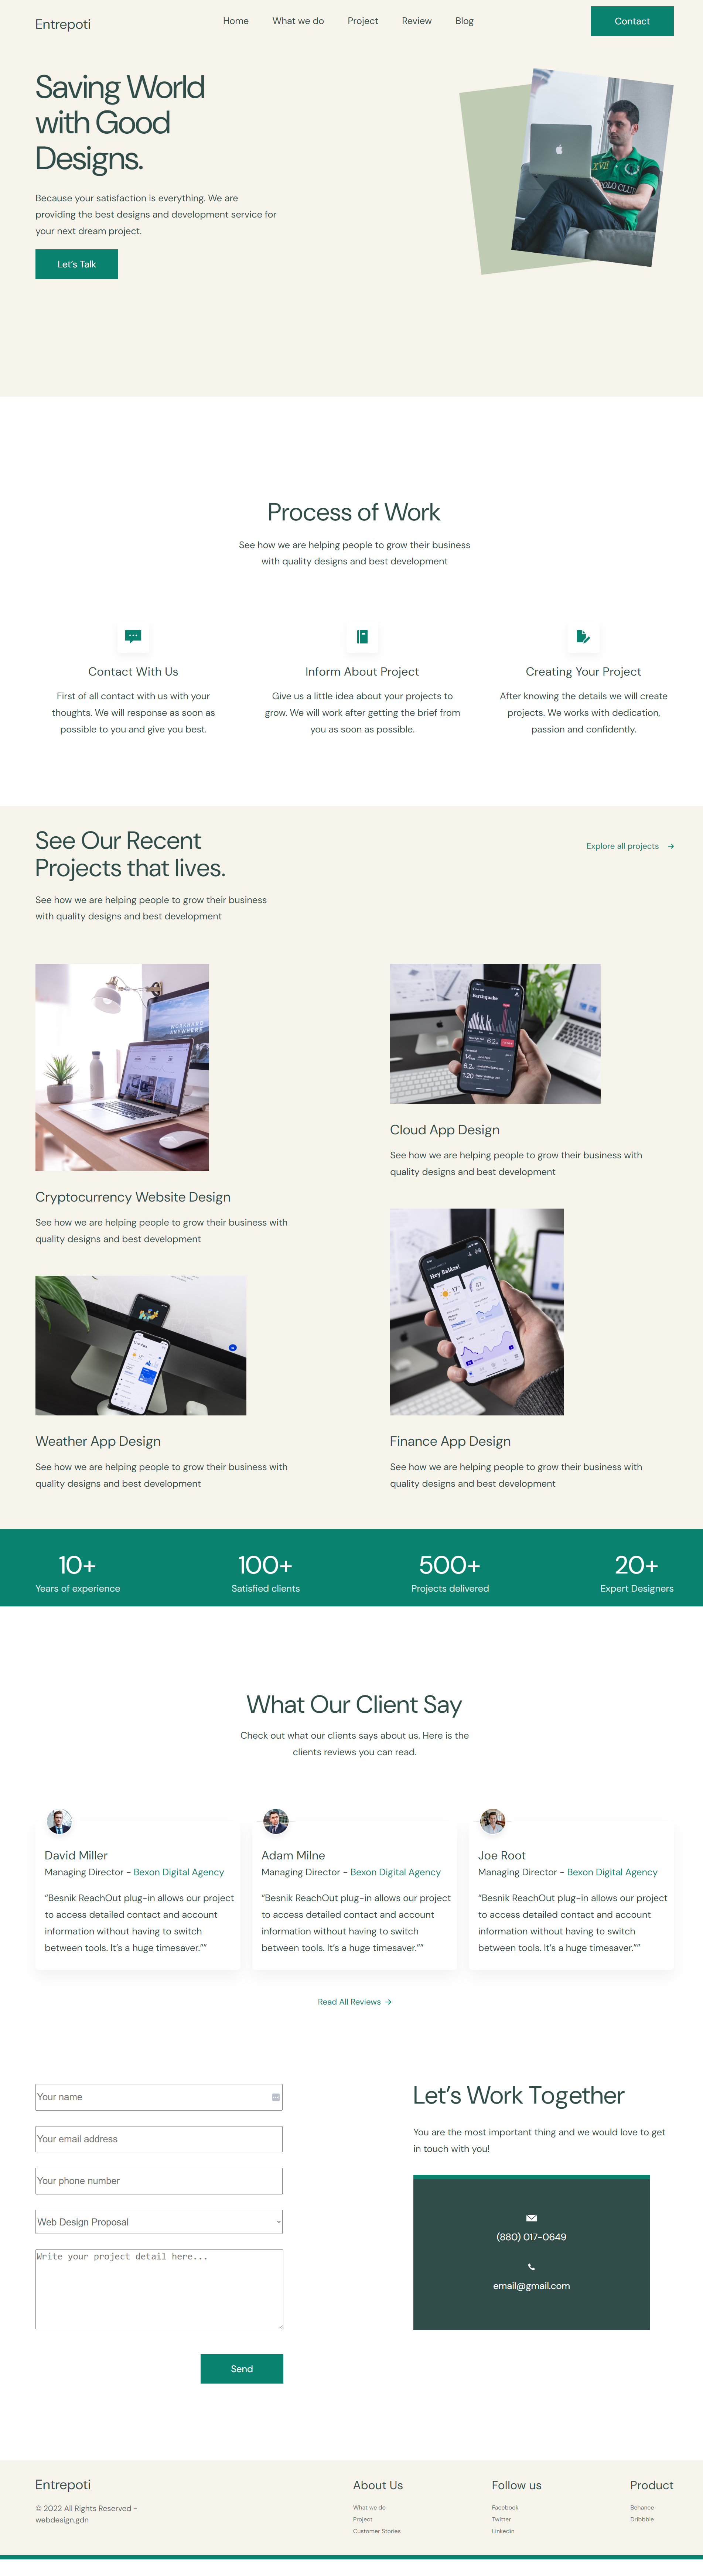 Entrepoti
Home What we do Project Review Blog
Contact
Saving World
with Good
Designs.
Because your satisfaction is everything. We are
providing the best designs and development service for
your next dream project.
Let's Talk
XVII
POLO CLUB
Process of Work
See how we are helping people to grow their business
with quality designs and best development
Contact With Us
First of all contact with us with your
thoughts. We will response as soon as
possible to you and give you best.
Inform About Project
Give us a little idea about your projects to
grow. We will work after getting the brief from
you as soon as possible.
Creating Your Project
After knowing the details we will create
projects. We works with dedication,
passion and confidently.
See Our Recent
Projects that lives.
Explore all projects →
See how we are helping people to grow their business
with quality designs and best development
WORKHARD
ANYWHERE
Cryptocurrency Website Design
See how we are helping people to grow their business with
quality designs and best development
Earthquake
Cloud App Design
See how we are helping people to grow their business with
quality designs and best development
Weather App Design
See how we are helping people to grow their business with
quality designs and best development
Hey Balázs!
Finance App Design
See how we are helping people to grow their business with
quality designs and best development
10+
Years of experience
100+
Satisfied clients
500+
Projects delivered
20+
Expert Designers
What Our Client Say
Check out what our clients says about us. Here is the
clients reviews you can read.
David Miller
Managing Director - Bexon Digital Agency
“Besnik ReachOut plug-in allows our project
to access detailed contact and account
information without having to switch
between tools. It’s a huge timesaver.””
Adam Milne
Managing Director - Bexon Digital Agency
“Besnik ReachOut plug-in allows our project
to access detailed contact and account
information without having to switch
between tools. It’s a huge timesaver.””
Joe Root
Managing Director - Bexon Digital Agency
“Besnik ReachOut plug-in allows our project
to access detailed contact and account
information without having to switch
between tools. It’s a huge timesaver.””
Read All Reviews →
Your name
Your email address
Your phone number
Web Design Proposal
Write your project detail here...
Send
Let’s Work Together
You are the most important thing and we would love to get
in touch with you!
(880) 017-0649
email@gmail.com
Entrepoti
© 2022 All Rights Reserved -
webdesign.gdn
About Us
What we do
Project
Customer Stories
Follow us
Facebook
Twitter
Linkedin
Product
Behance
Dribbble